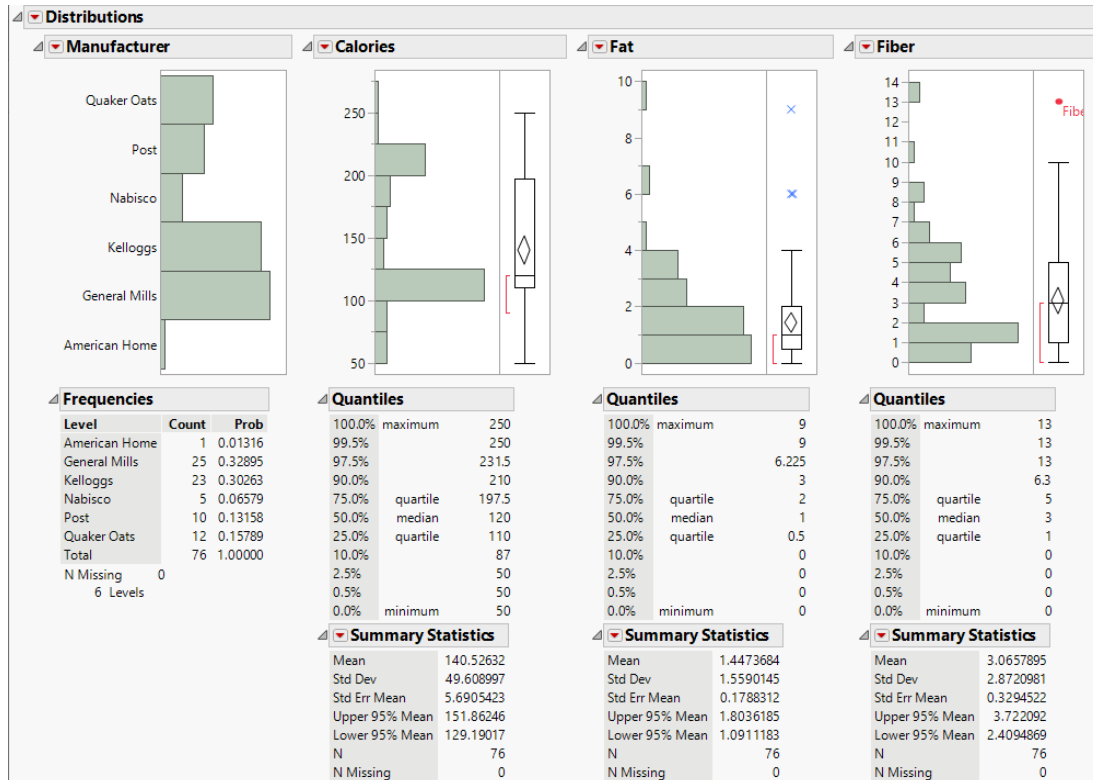 Distributions
Manufacturer
Quaker Oats
Post
Nabisco
Kelloggs
General Mills
American Home
Frequencies
Level Count Prob
American Home 1 0.01316
General Mills 25 0.32895
Kelloggs 23 0.30263
Nabisco 5 0.06579
Post 10 0.13158
Quaker Oats 12 0.15789
Total 76 1.00000
N Missing 0
6 Levels
Calories
250
200
150
100
50
Quantiles
100.0% maximum 250
99.5% 250
97.5% 231.5
90.0% 210
75.0% quartile 197.5
50.0% median 120
25.0% quartile 110
10.0% 87
2.5% 50
0.5% 50
0.0% minimum 50
Summary Statistics
Mean 140.52632
Std Dev 49.608997
Std Err Mean 5.6905423
Upper 95% Mean 151.86246
Lower 95% Mean 129.19017
N 76
N Missing 0
Fat
10
8
6
4
2
0
Quantiles
100.0% maximum 9
99.5% 9
97.5% 6.225
90.0% 3
75.0% quartile 2
50.0% median 1
25.0% quartile 0.5
10.0% 0
2.5% 0
0.5% 0
0.0% minimum 0
Summary Statistics
Mean 1.4473684
Std Dev 1.5590145
Std Err Mean 0.1788312
Upper 95% Mean 1.8036185
Lower 95% Mean 1.0911183
N 76
N Missing 0
Fiber
14
13
12
11
10
9
8
7
6
5
4
3
2
1
0
Fibe
Quantiles
100.0% maximum 13
99.5% 13
97.5% 13
90.0% 6.3
75.0% quartile 5
50.0% median 3
25.0% quartile 1
10.0% 0
2.5% 0
0.5% 0
0.0% minimum 0
Summary Statistics
Mean 3.0657895
Std Dev 2.8720981
Std Err Mean 0.3294522
Upper 95% Mean 3.722092
Lower 95% Mean 2.4094869
N 76
N Missing 0